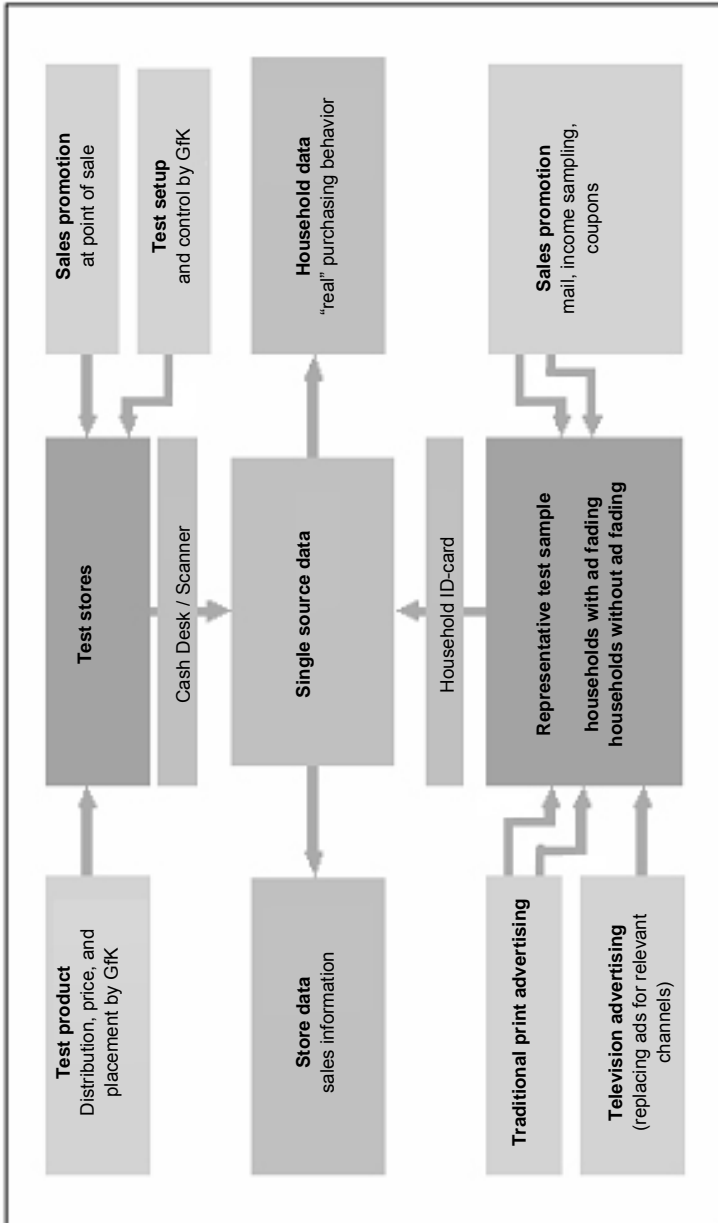 Test product
Distribution, price, and
placement by GfK
Test stores
Cash Desk / Scanner
Sales promotion
at point of sale
Test setup
and control by GfK
Store data
sales information
Single source data
Household data
“real” purchasing behavior
Household ID-card
Traditional print advertising
Television advertising
(replacing ads for relevant
channels)
Representative test sample
households with ad fading
households without ad fading
Sales promotion
mail, income sampling,
coupons